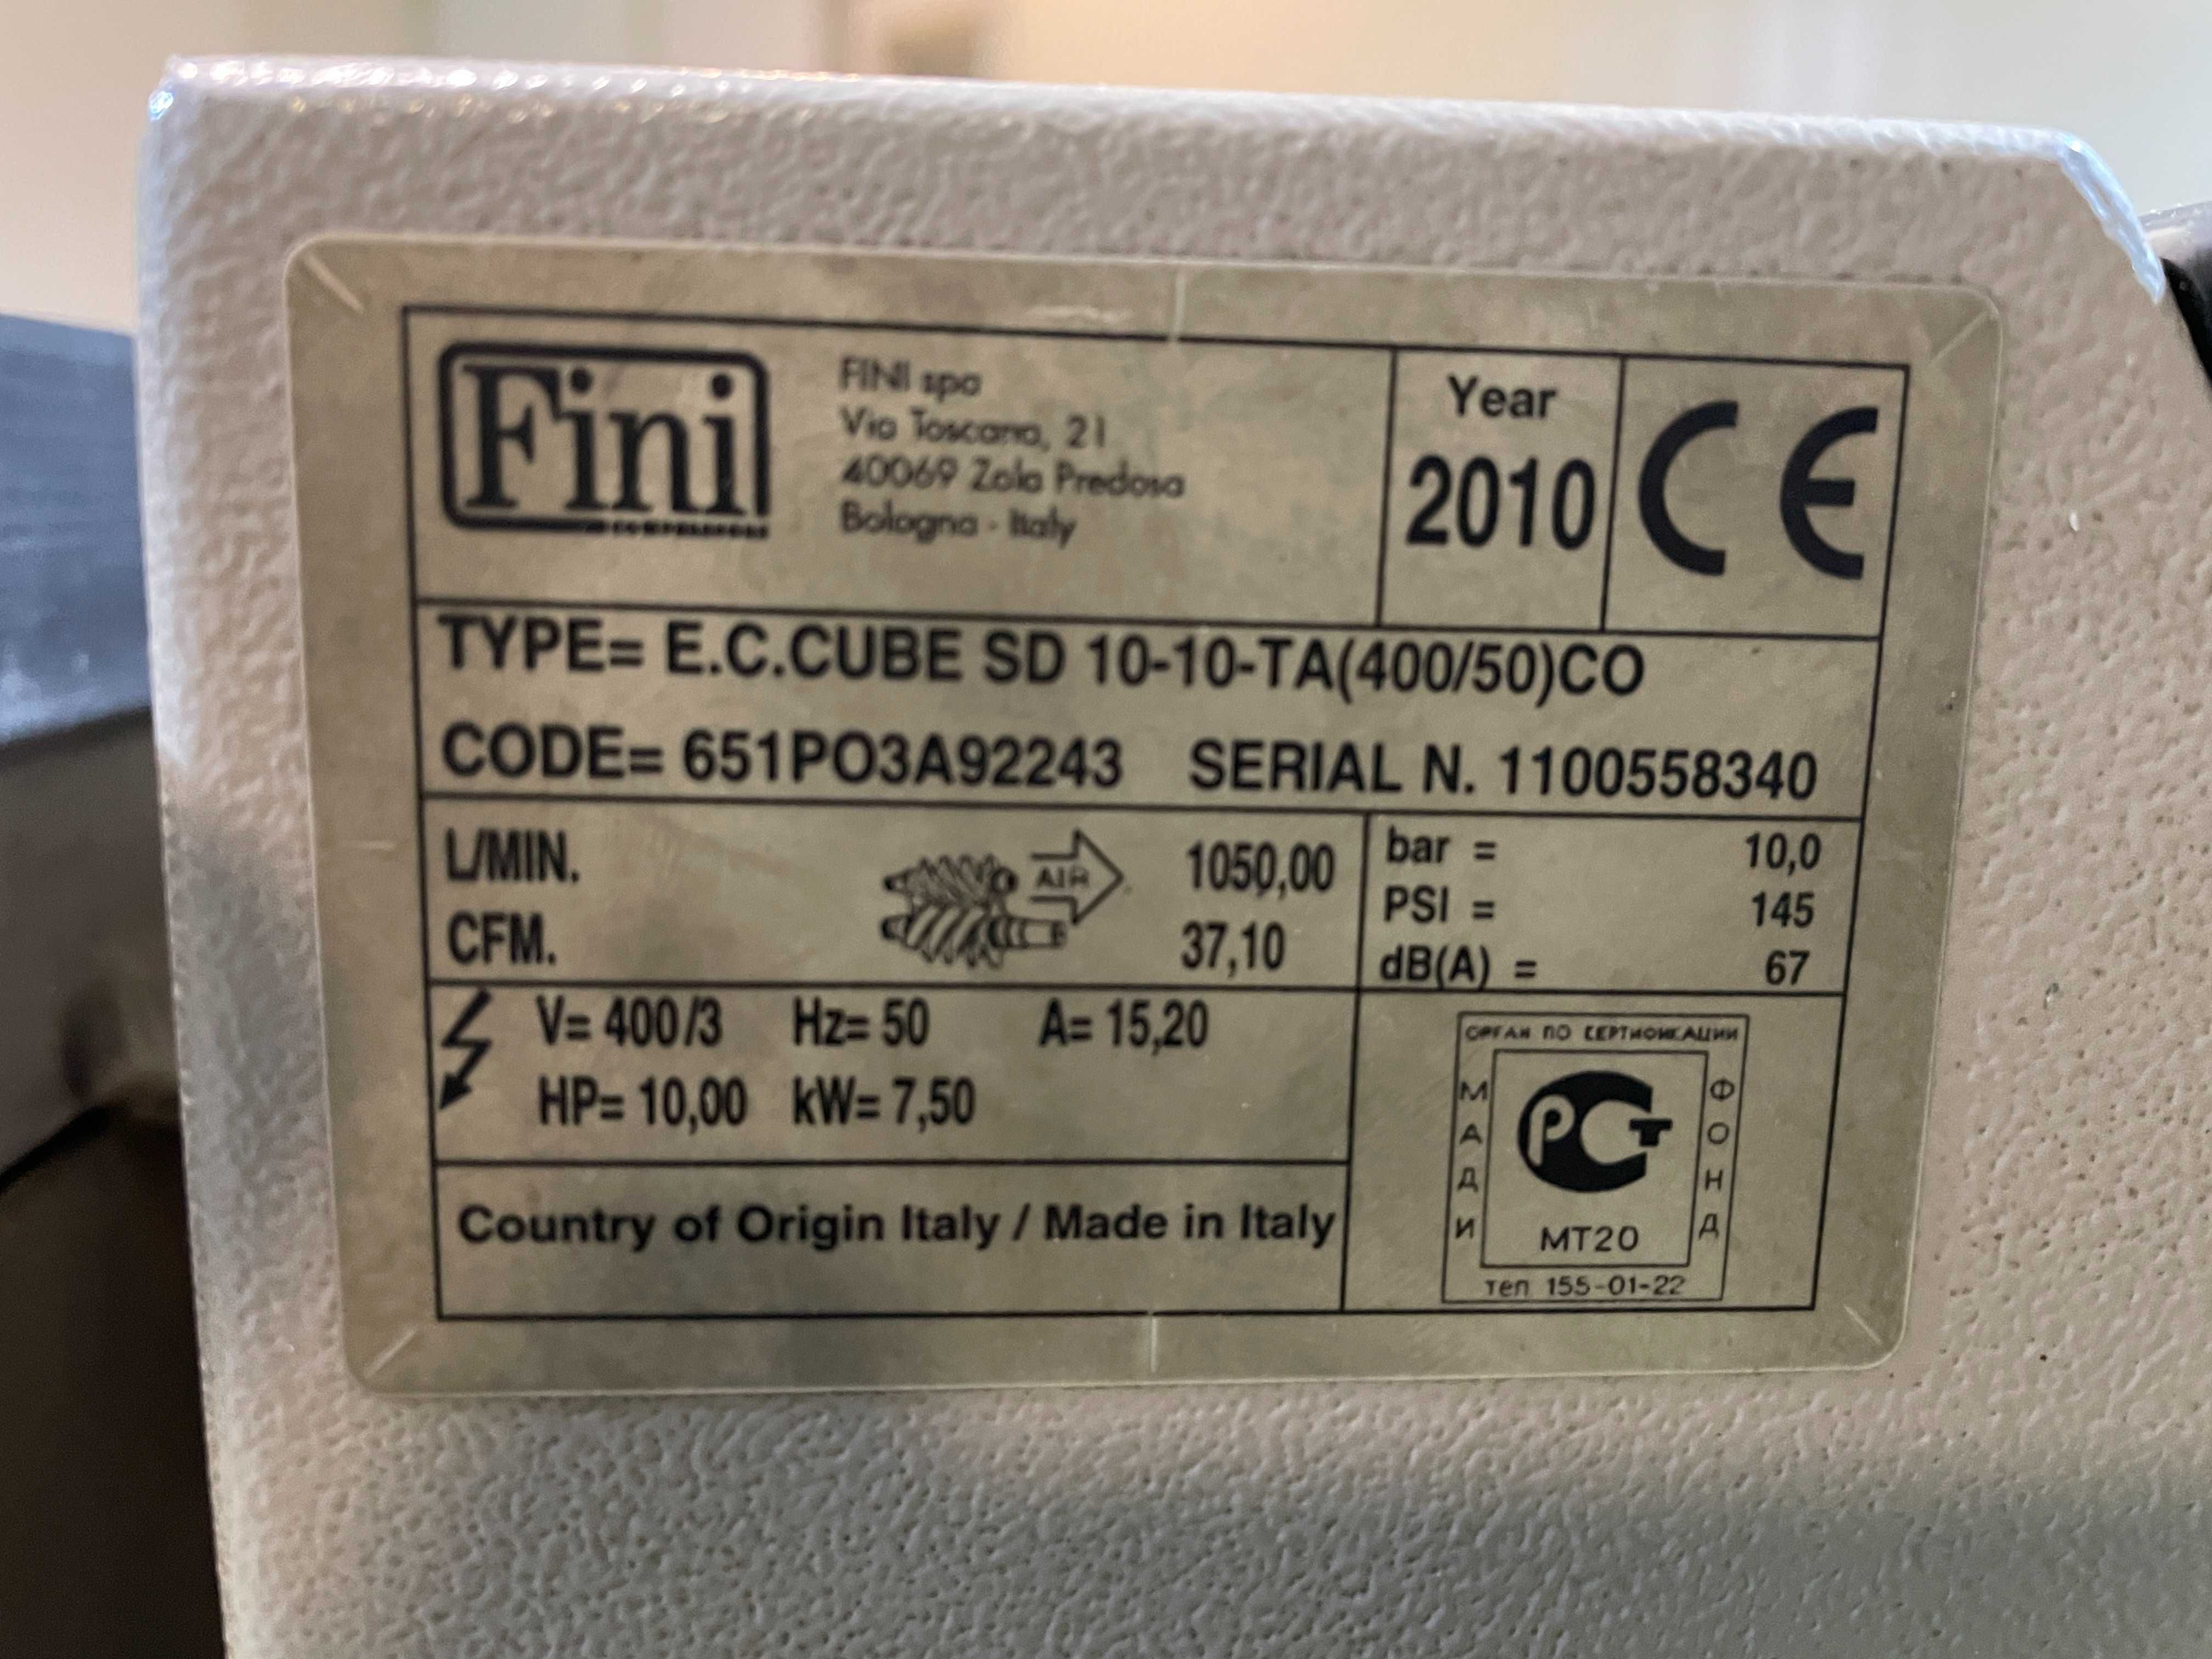 Fini
COMPRESSORS
FINI spa
Via Toscana, 21
40069 Zola Predosa
Bologna - Italy
Year
2010
CE
TYPE= E.C.CUBE SD 10-10-TA(400/50)CO
CODE= 651PO3A92243 SERIAL N. 1100558340
L/MIN. 1050,00
CFM. 37,10
AIR
bar = 10,0
PSI = 145
dB(A) = 67
V= 400/3 Hz= 50 A= 15,20
HP= 10,00 kW= 7,50
Country of Origin Italy / Made in Italy
ОРГАН ПО СЕРТИФИКАЦИИ
МАДИ
ФОНД
РСТ
МТ20
тел 155-01-22